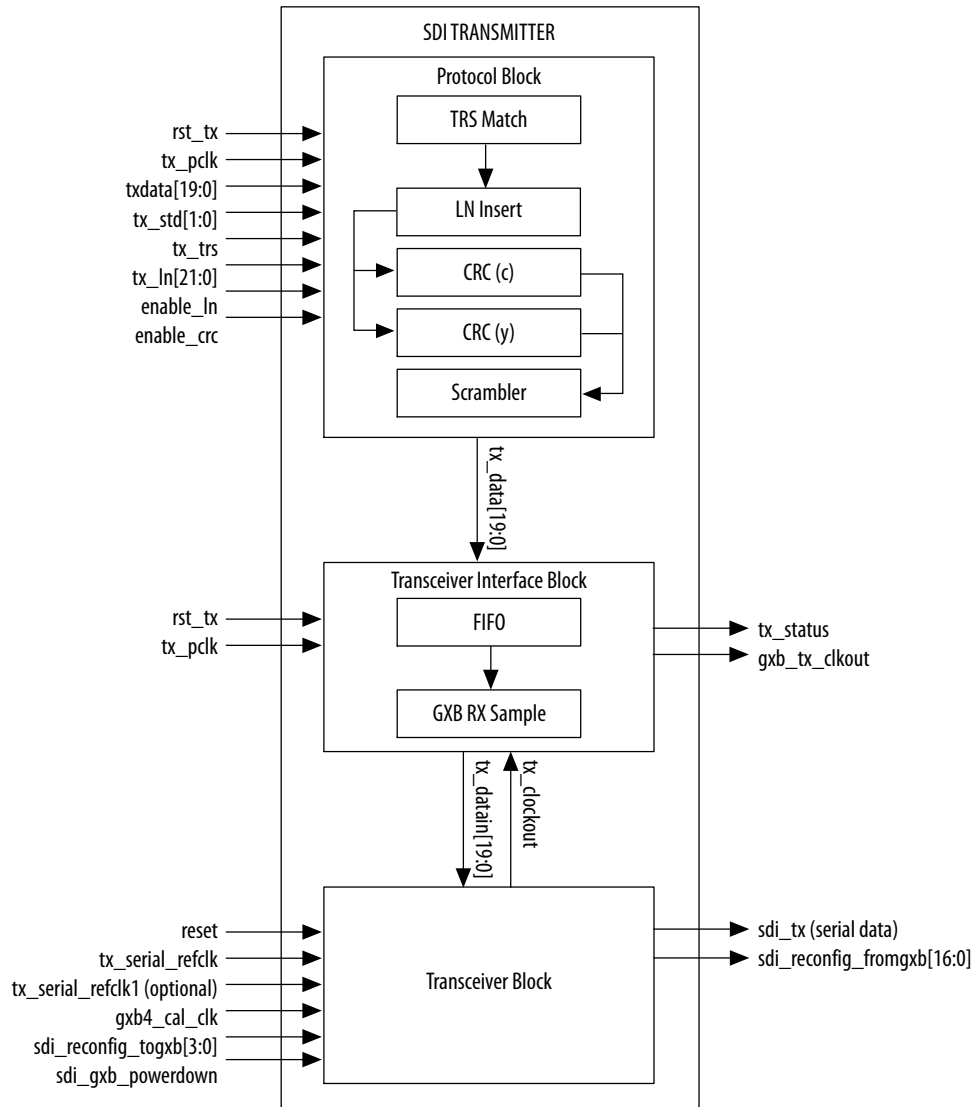 SDI TRANSMITTER
Protocol Block
TRS Match
LN Insert
CRC (c)
CRC (y)
Scrambler
rst_tx
tx_pclk
txdata[19:0]
tx_std[1:0]
tx_trs
tx_ln[21:0]
enable_ln
enable_crc
tx_data[19:0]
Transceiver Interface Block
FIFO
GXB RX Sample
rst_tx
tx_pclk
tx_status
gxb_tx_clkout
tx_datain[19:0]
tx_clockout
Transceiver Block
reset
tx_serial_refclk
tx_serial_refclk1 (optional)
gxb4_cal_clk
sdi_reconfig_togxb[3:0]
sdi_gxb_powerdown
sdi_tx (serial data)
sdi_reconfig_fromgxb[16:0]